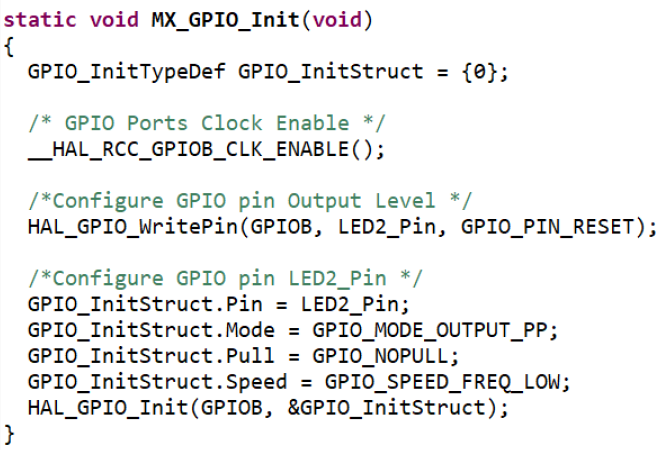 static void MX_GPIO_Init(void)
{
  GPIO_InitTypeDef GPIO_InitStruct = {0};

  /* GPIO Ports Clock Enable */
  __HAL_RCC_GPIOB_CLK_ENABLE();

  /*Configure GPIO pin Output Level */
  HAL_GPIO_WritePin(GPIOB, LED2_Pin, GPIO_PIN_RESET);

  /*Configure GPIO pin LED2_Pin */
  GPIO_InitStruct.Pin = LED2_Pin;
  GPIO_InitStruct.Mode = GPIO_MODE_OUTPUT_PP;
  GPIO_InitStruct.Pull = GPIO_NOPULL;
  GPIO_InitStruct.Speed = GPIO_SPEED_FREQ_LOW;
  HAL_GPIO_Init(GPIOB, &GPIO_InitStruct);
}